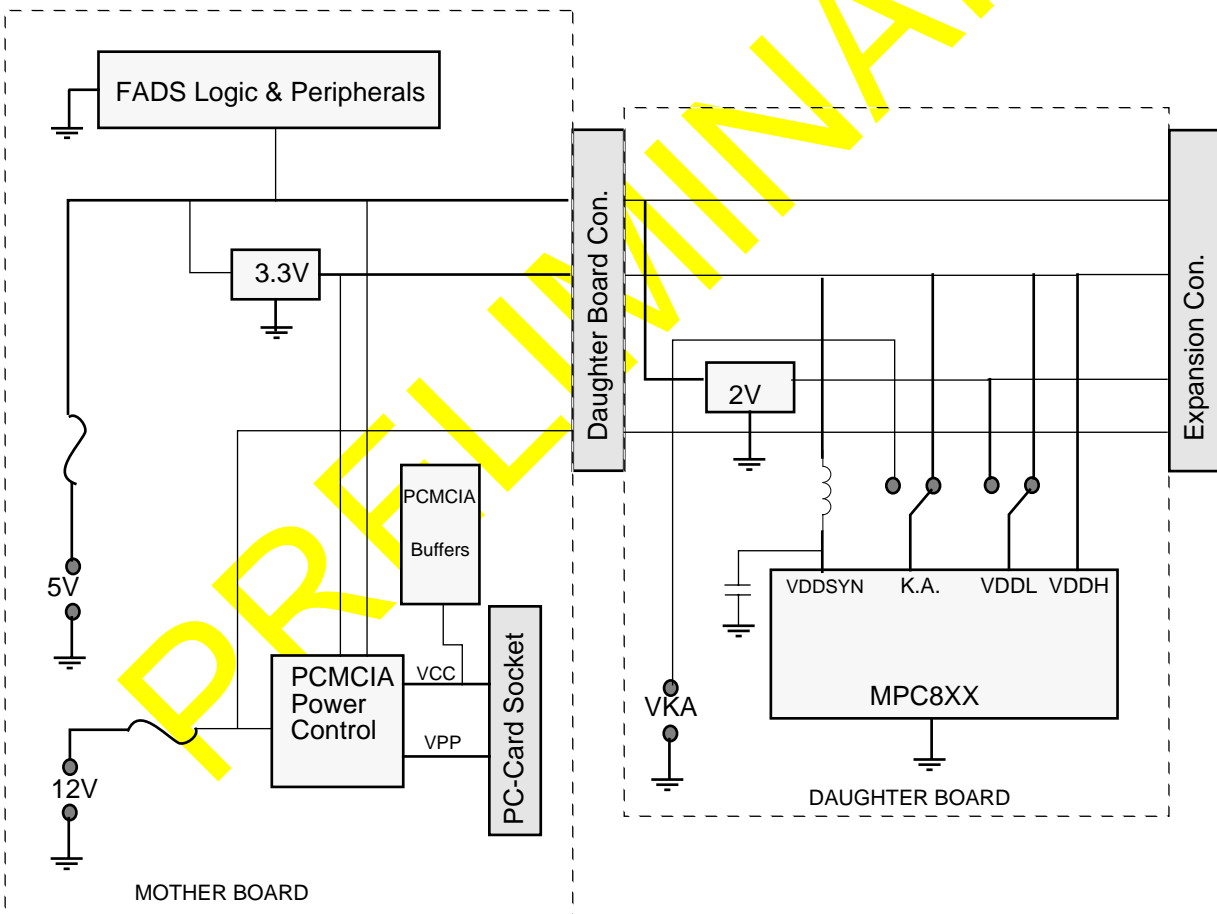 FADS Logic & Peripherals
3.3V
Daughter Board Con.
Expansion Con.
2V
PCMCIA
Buffers
5V
VDDSYN
K.A.
VDDL
VDDH
PCMCIA
Power
Control
VCC
VPP
PC-Card Socket
MPC8XX
VKA
12V
DAUGHTER BOARD
MOTHER BOARD
PRELIMINA